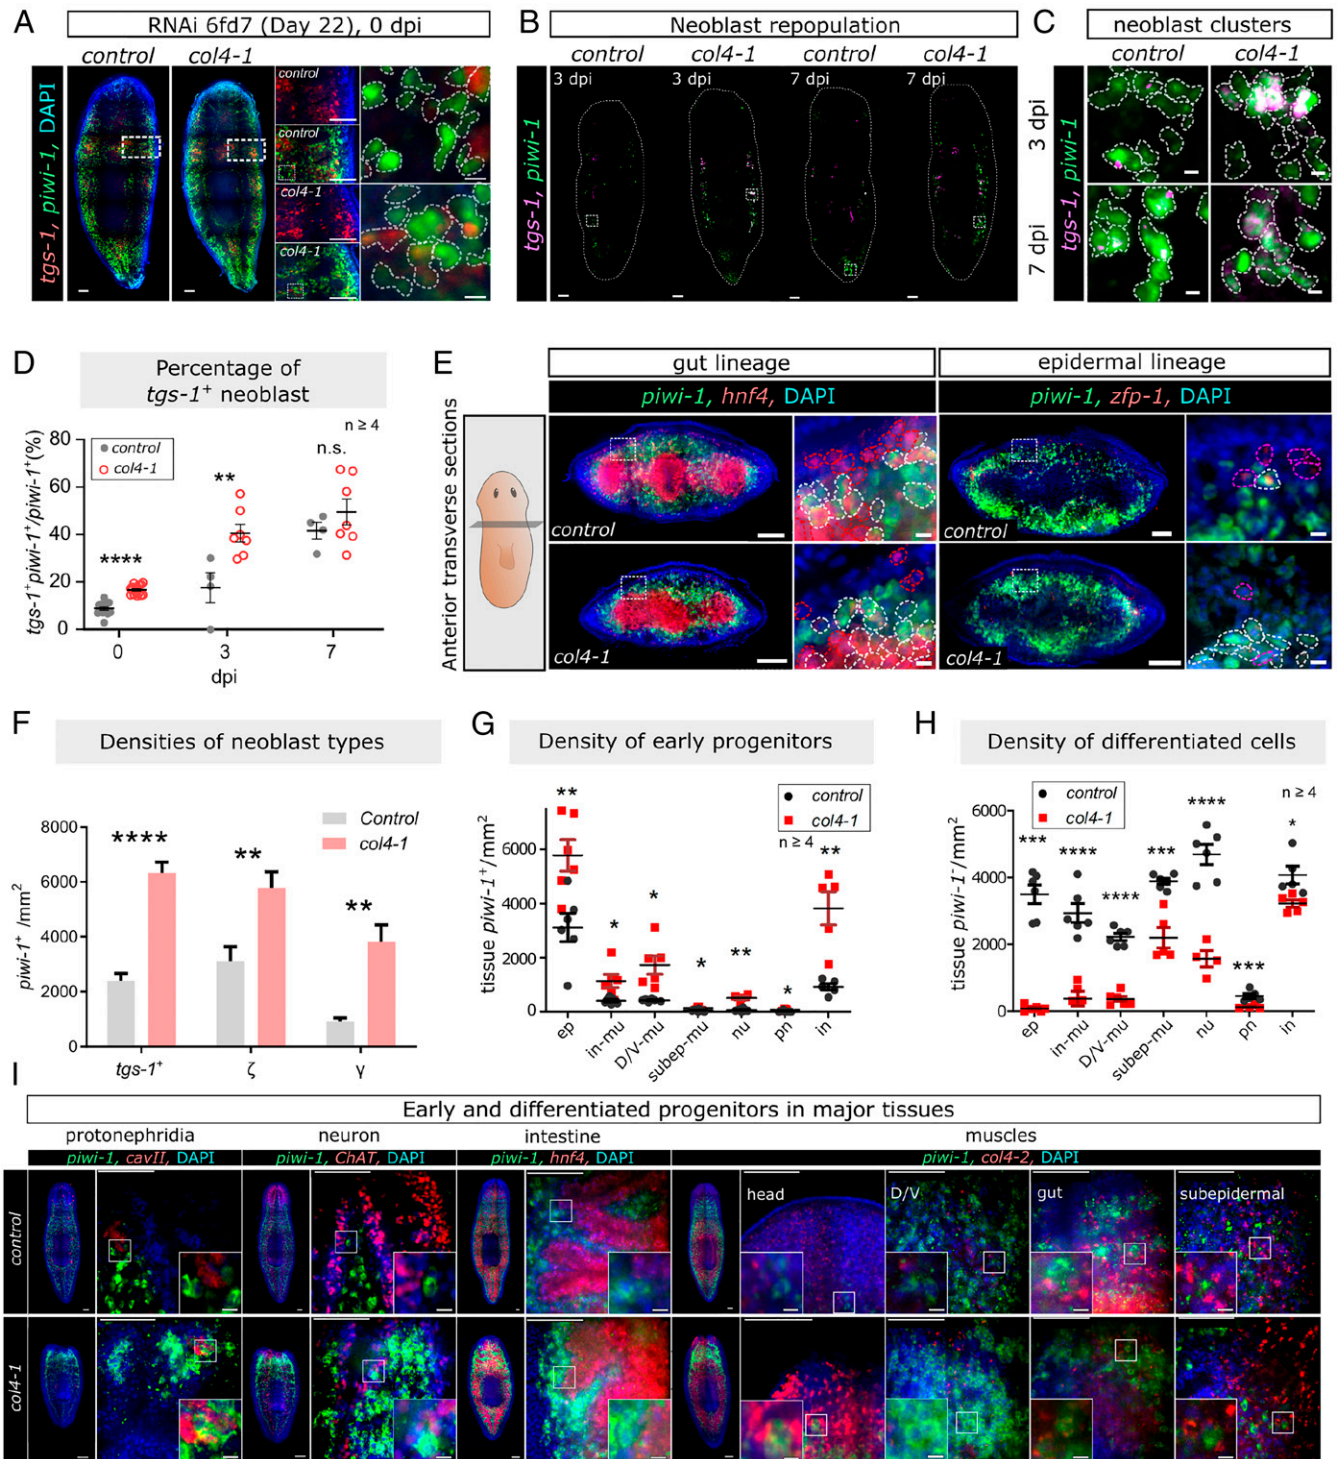 A
RNAi 6fd7 (Day 22), 0 dpi
control
col4-1
tgs-1, piwi-1, DAPI
control
control
col4-1
col4-1
B
Neoblast repopulation
control
col4-1
control
col4-1
3 dpi
3 dpi
7 dpi
7 dpi
tgs-1, piwi-1
C
neoblast clusters
control
col4-1
3 dpi
7 dpi
tgs-1, piwi-1
D
Percentage of
tgs-1+ neoblast
n ≥ 4
control
col4-1
****
**
n.s.
80
60
40
20
0
tgs-1+piwi-1+/piwi-1+(%)
0
3
7
dpi
E
gut lineage
epidermal lineage
piwi-1, hnf4, DAPI
piwi-1, zfp-1, DAPI
Anterior transverse sections
control
control
col4-1
col4-1
F
Densities of neoblast types
Control
col4-1
****
**
**
8000
6000
4000
2000
0
piwi-1+ /mm2
tgs-1+
ζ
γ
G
Density of early progenitors
control
col4-1
n ≥ 4
**
*
*
*
**
*
**
6000
4000
2000
0
tissue piwi-1+/mm2
ep
in-mu
D/V-mu
subep-mu
nu
pn
in
H
Density of differentiated cells
control
col4-1
n ≥ 4
***
****
****
***
****
***
*
6000
4000
2000
0
tissue piwi-1-/mm2
ep
in-mu
D/V-mu
subep-mu
nu
pn
in
I
Early and differentiated progenitors in major tissues
protonephridia
neuron
intestine
muscles
piwi-1, cavII, DAPI
piwi-1, ChAT, DAPI
piwi-1, hnf4, DAPI
piwi-1, col4-2, DAPI
control
head
D/V
gut
subepidermal
col4-1